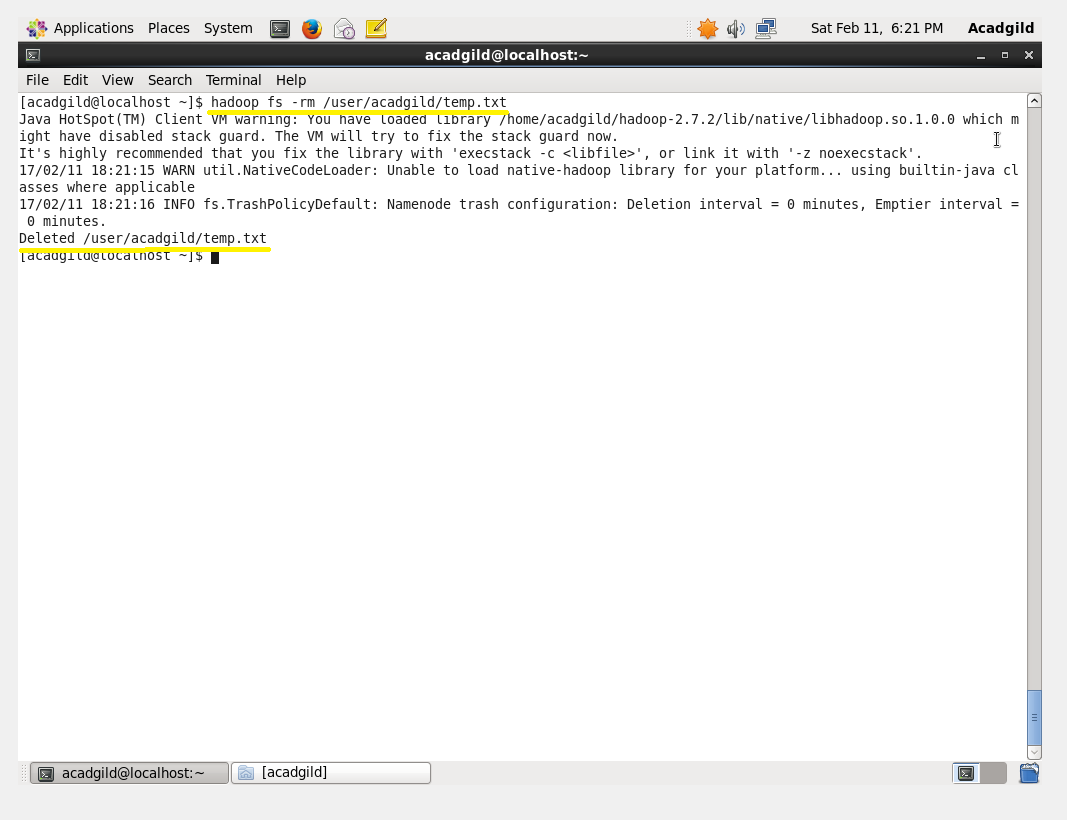 Applications Places System Sat Feb 11, 6:21 PM Acadgild
acadgild@localhost:~
File Edit View Search Terminal Help
[acadgild@localhost ~]$ hadoop fs -rm /user/acadgild/temp.txt
Java HotSpot(TM) Client VM warning: You have loaded library /home/acadgild/hadoop-2.7.2/lib/native/libhadoop.so.1.0.0 which m
ight have disabled stack guard. The VM will try to fix the stack guard now.
It's highly recommended that you fix the library with 'execstack -c <libfile>', or link it with '-z noexecstack'.
17/02/11 18:21:15 WARN util.NativeCodeLoader: Unable to load native-hadoop library for your platform... using builtin-java cl
asses where applicable
17/02/11 18:21:16 INFO fs.TrashPolicyDefault: Namenode trash configuration: Deletion interval = 0 minutes, Emptier interval =
 0 minutes.
Deleted /user/acadgild/temp.txt
[acadgild@localhost ~]$
acadgild@localhost:~ [acadgild]